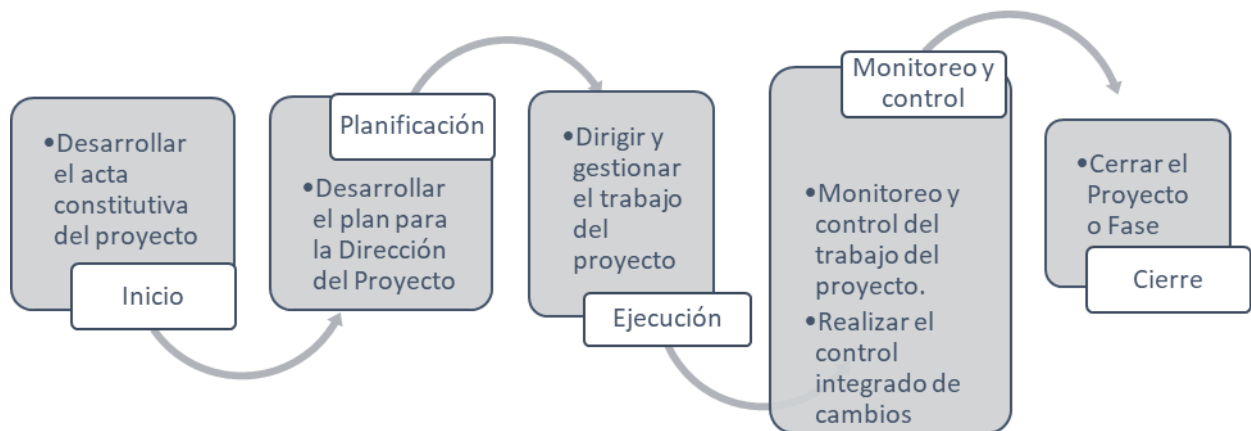 •Desarrollar
el acta
constitutiva
del proyecto
Inicio
Planificación
•Desarrollar
el plan para
la Dirección
del Proyecto
•Dirigir y
gestionar
el trabajo
del
proyecto
Ejecución
Monitoreo y
control
•Monitoreo y
control del
trabajo del
proyecto.
•Realizar el
control
integrado de
cambios
•Cerrar el
Proyecto
o Fase
Cierre